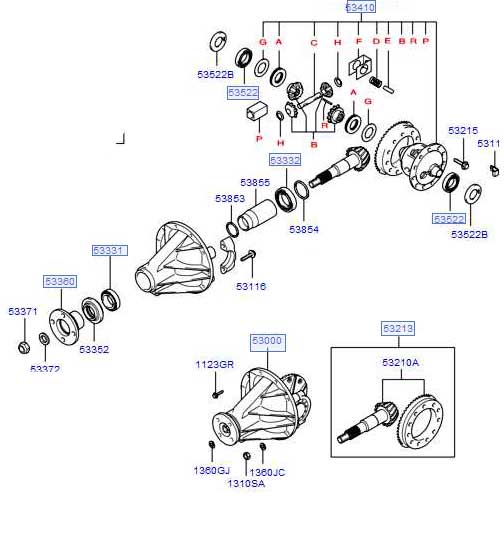 53410
G A C H F D E B R P
53522B
53522
A
G
R
P
H
B
53215
5311
53332
53855
53853
53854
53522
53522B
53331
53116
53360
53371
53352
53372
53213
53000
53210A
1123GR
1360GJ
1360JC
1310SA